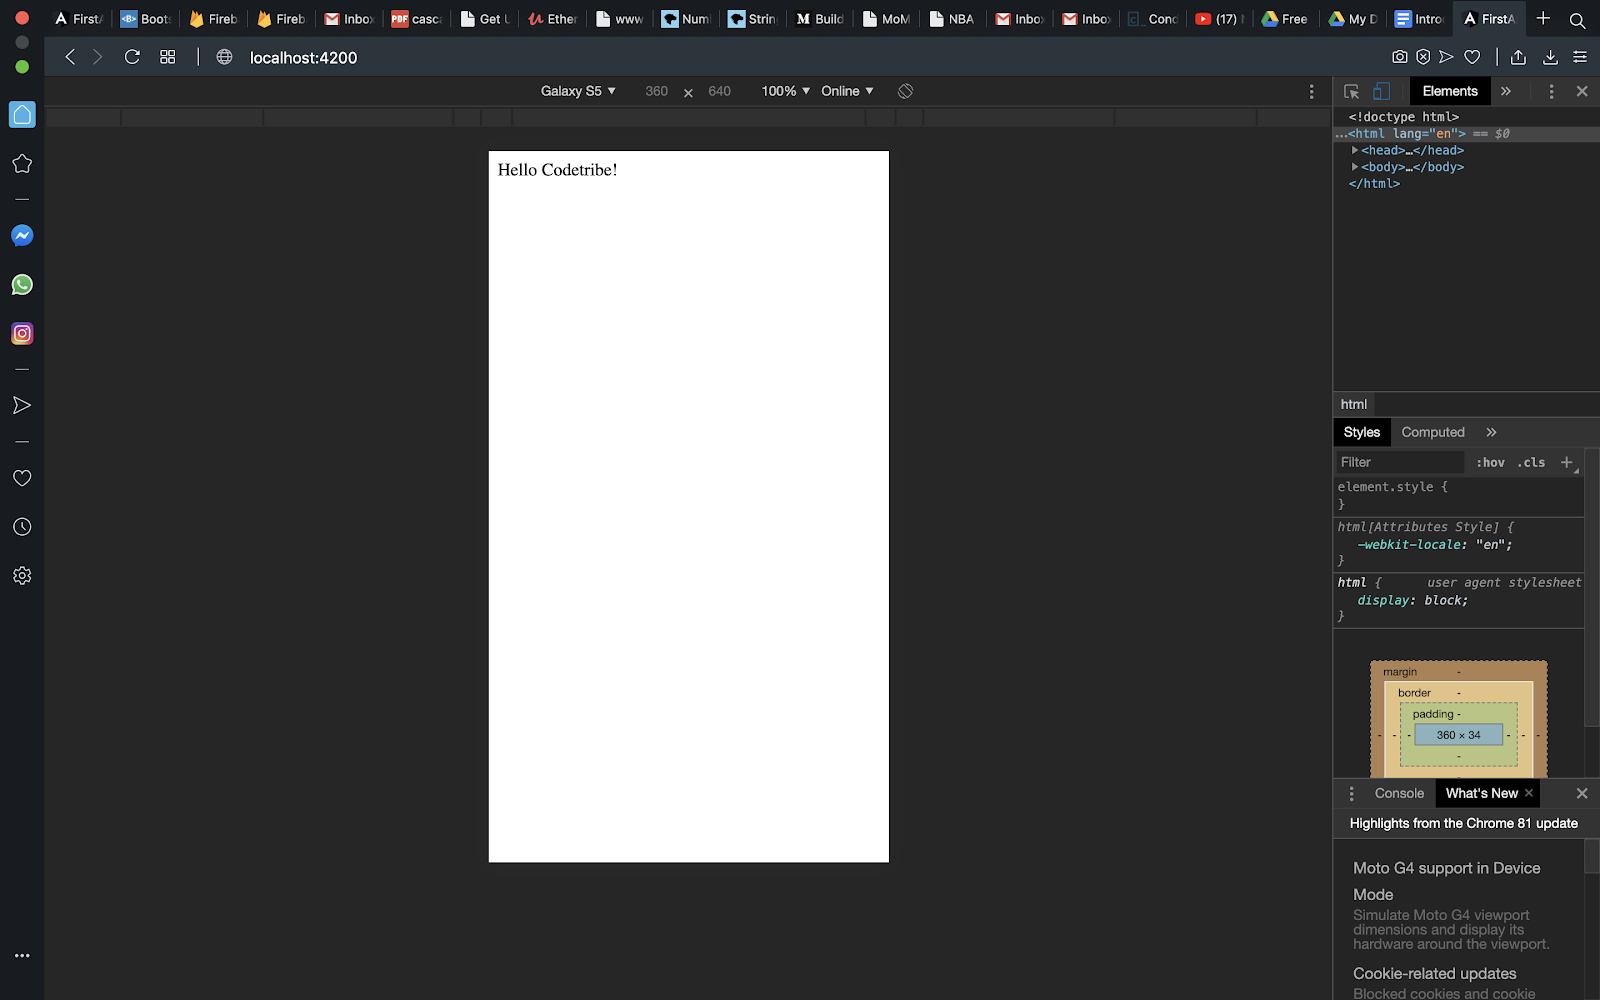 FirstA Boots Fireb Fireb Inbox PDF casca Get U Ether www Numb String Build MoM NBA Inbox Inbox Cond (17) Free My D Intro FirstA
localhost:4200
Galaxy S5 ▼ 360 × 640 100% ▼ Online ▼
Elements »
Hello Codetribe!
<!doctype html>
...<html lang="en"> == $0
▶<head>…</head>
▶<body>…</body>
</html>
html
Styles Computed »
Filter :hov .cls +
element.style {
}
html[Attributes Style] {
-webkit-locale: "en";
}
html { user agent stylesheet
display: block;
}
margin -
border -
padding -
- - - 360 × 34 - - -
-
Console What's New ×
Highlights from the Chrome 81 update
Moto G4 support in Device
Mode
Simulate Moto G4 viewport
dimensions and display its
hardware around the viewport.
Cookie-related updates
Blocked cookies and cookie